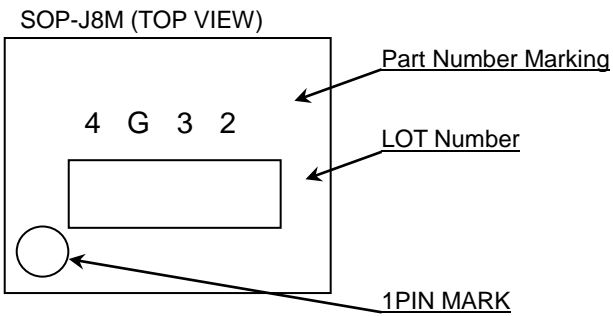 SOP-J8M (TOP VIEW)
Part Number Marking
4 G 3 2
LOT Number
1PIN MARK